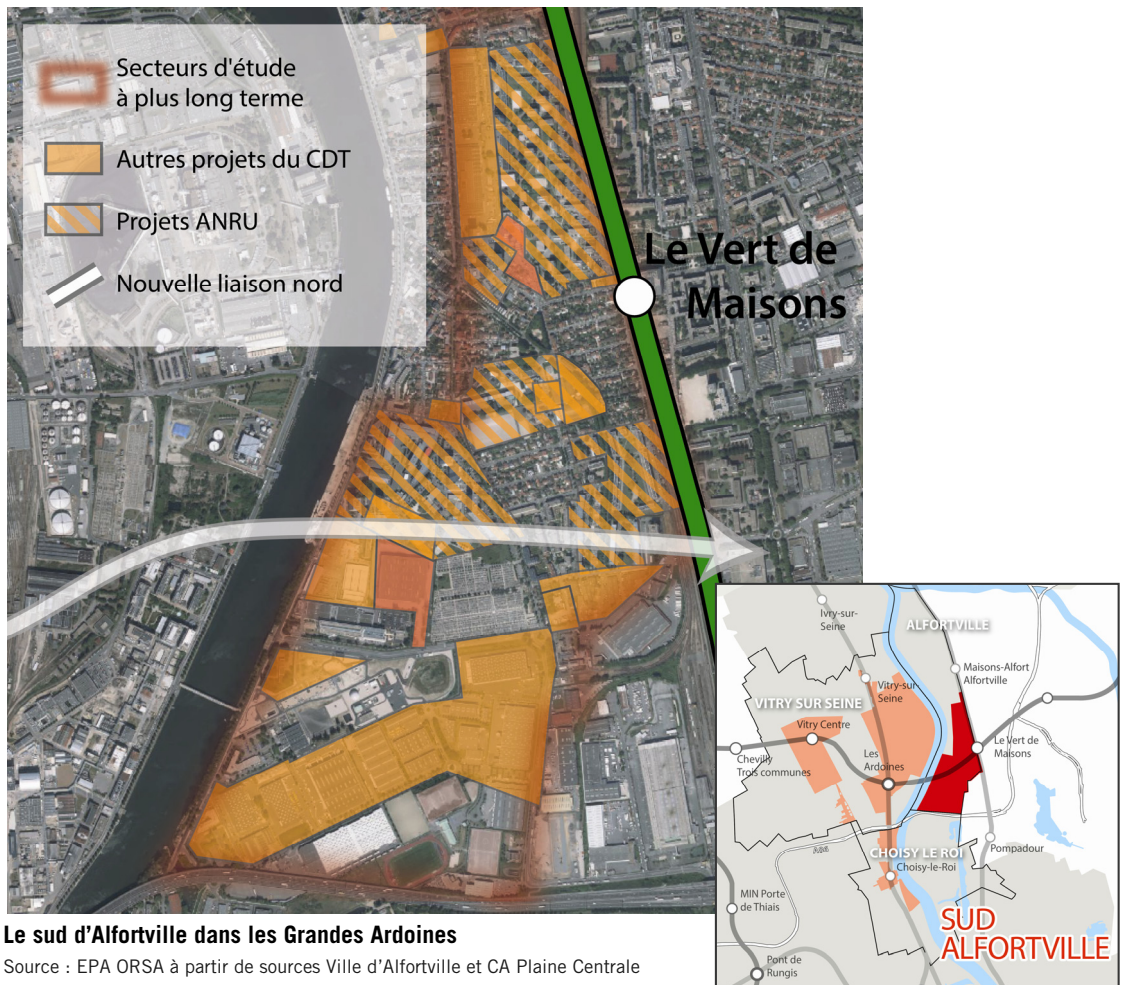 Secteurs d'étude
à plus long terme
Autres projets du CDT
Projets ANRU
Nouvelle liaison nord
Le Vert de
Maisons
Ivry-sur-
Seine
ALFORTVILLE
Maisons-Alfort
Alfortville
Vitry-sur-
Seine
VITRY SUR SEINE
Vitry Centre
Le Vert de
Maisons
Les
Ardoines
Chevilly
Trois communes
A86
Pompadour
CHOISY LE ROI
Choisy-le-Roi
MIN Porte
de Thiais
SUD
ALFORTVILLE
Pont de
Rungis
Le sud d'Alfortville dans les Grandes Ardoines
Source : EPA ORSA à partir de sources Ville d'Alfortville et CA Plaine Centrale